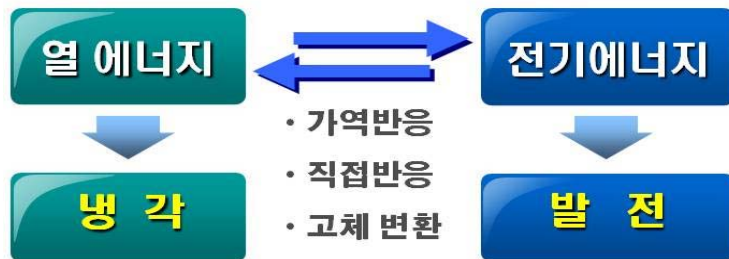 열 에너지
전기에너지
· 가역반응
· 직접반응
· 고체 변환
냉 각
발 전